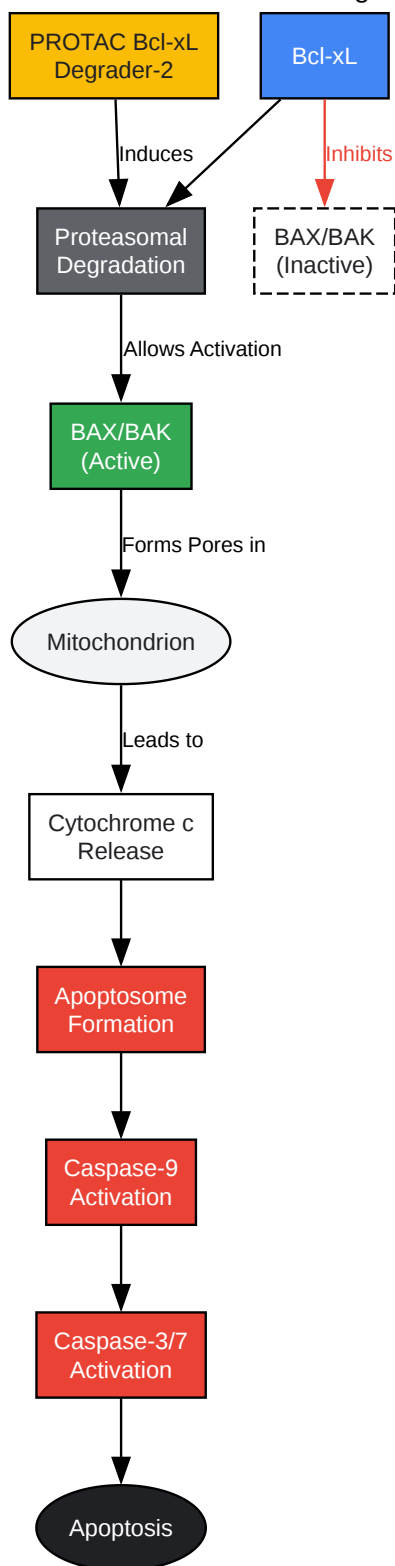 PROTAC Bcl-xL
Degrader-2
Bcl-xL
Induces
Inhibits
Proteasomal
Degradation
BAX/BAK
(Inactive)
Allows Activation
BAX/BAK
(Active)
Forms Pores in
Mitochondrion
Leads to
Cytochrome c
Release
Apoptosome
Formation
Caspase-9
Activation
Caspase-3/7
Activation
Apoptosis